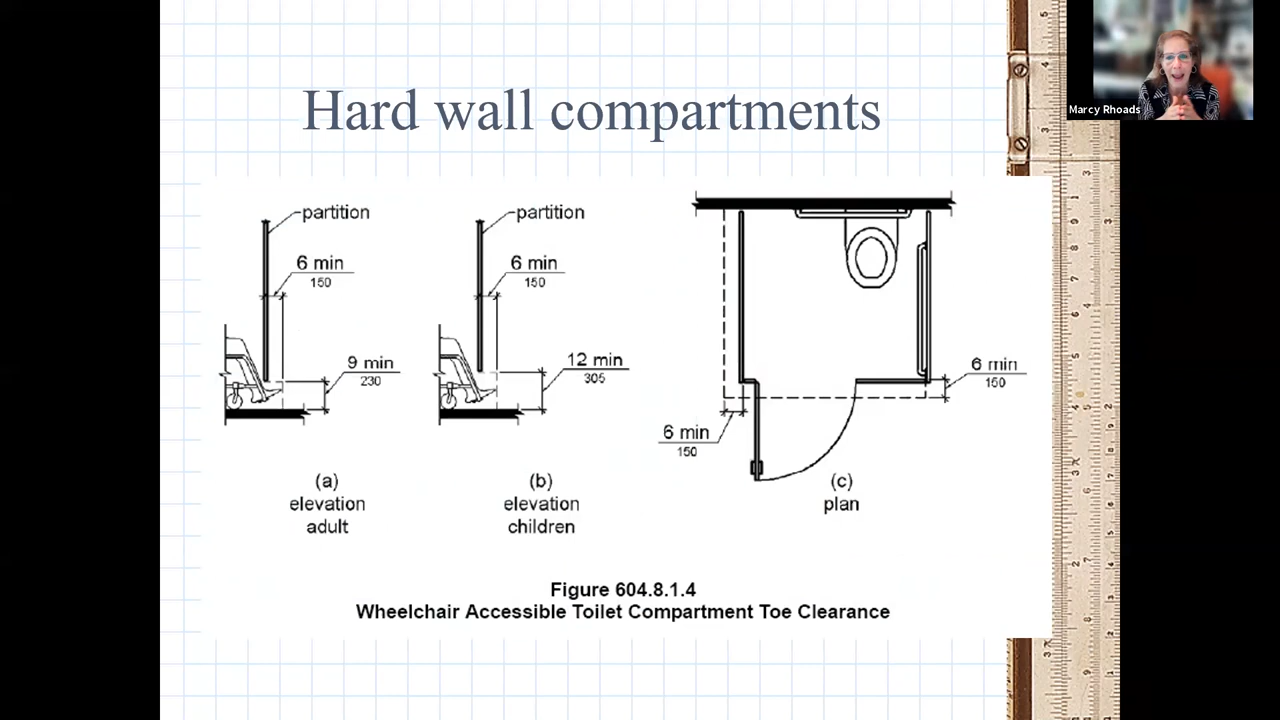 Hard wall compartments
Marcy Rhoads
partition
6 min
150
9 min
230
(a)
elevation
adult
partition
6 min
150
12 min
305
(b)
elevation
children
6 min
150
6 min
150
(c)
plan
Figure 604.8.1.4
Wheelchair Accessible Toilet Compartment Toe Clearance